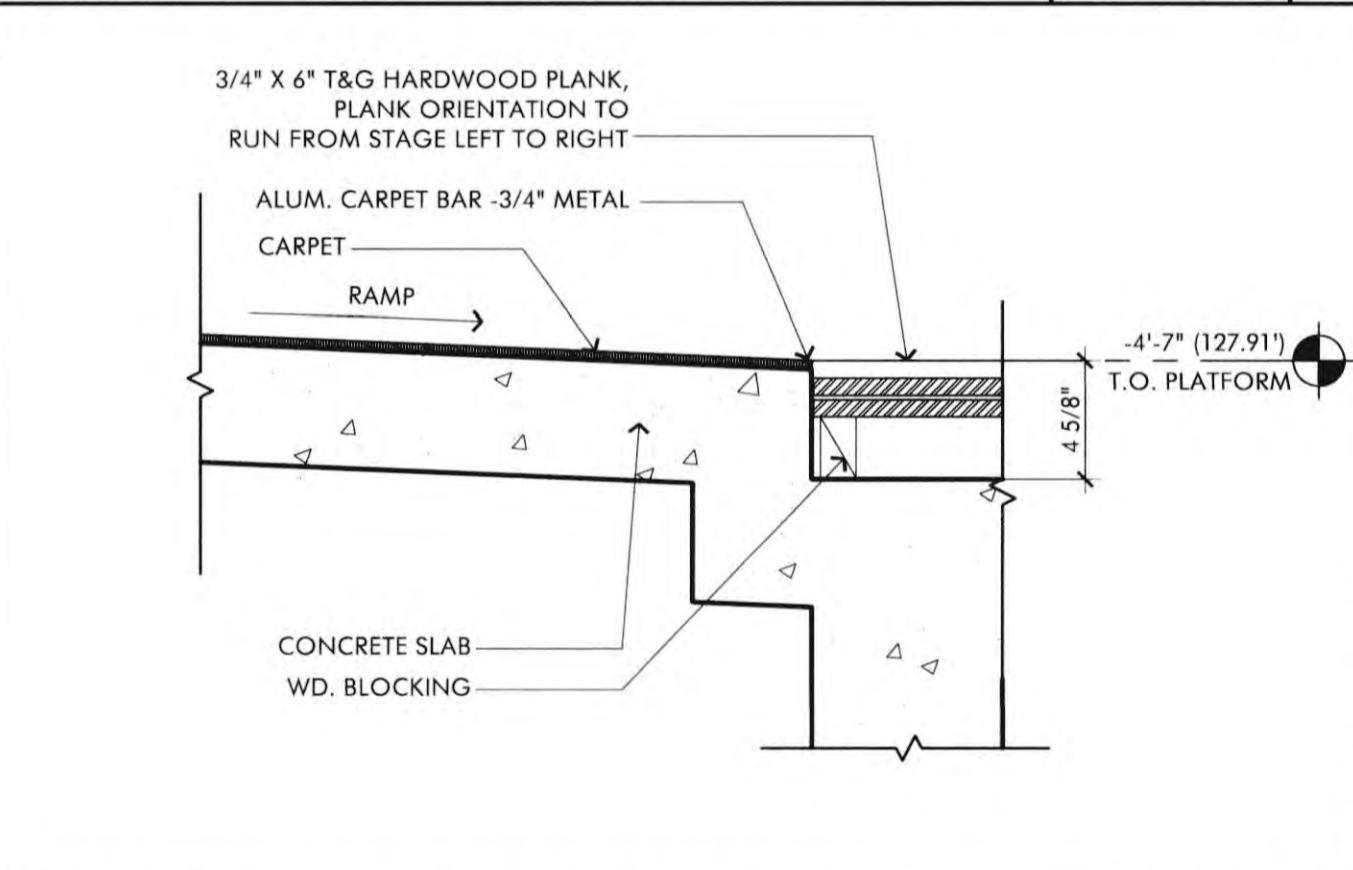 3/4" X 6" T&G HARDWOOD PLANK,
PLANK ORIENTATION TO
RUN FROM STAGE LEFT TO RIGHT
ALUM. CARPET BAR -3/4" METAL
CARPET
RAMP
-4'-7" (127.91')
T.O. PLATFORM
4 5/8"
CONCRETE SLAB
WD. BLOCKING